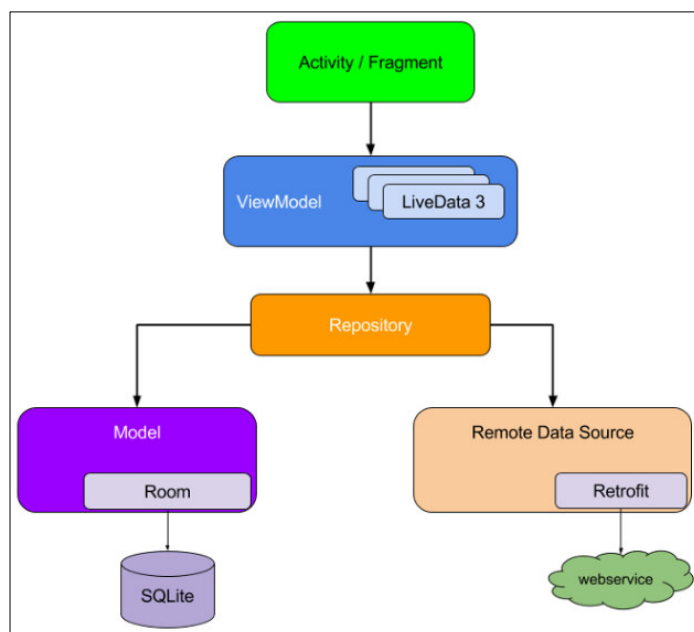 Activity / Fragment
ViewModel
LiveData 3
Repository
Model
Remote Data Source
Room
Retrofit
SQLite
webservice